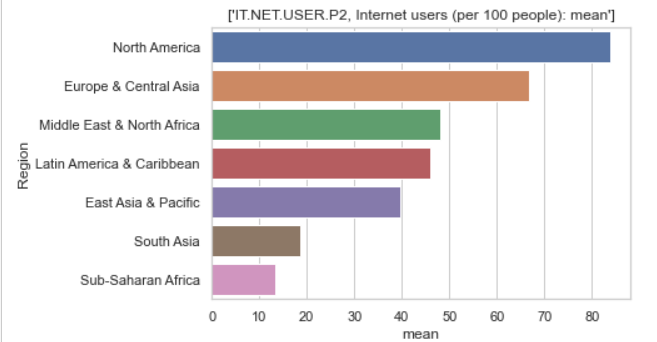 ['IT.NET.USER.P2, Internet users (per 100 people): mean']
North America
Europe & Central Asia
Middle East & North Africa
Latin America & Caribbean
East Asia & Pacific
South Asia
Sub-Saharan Africa
Region
0 10 20 30 40 50 60 70 80
mean